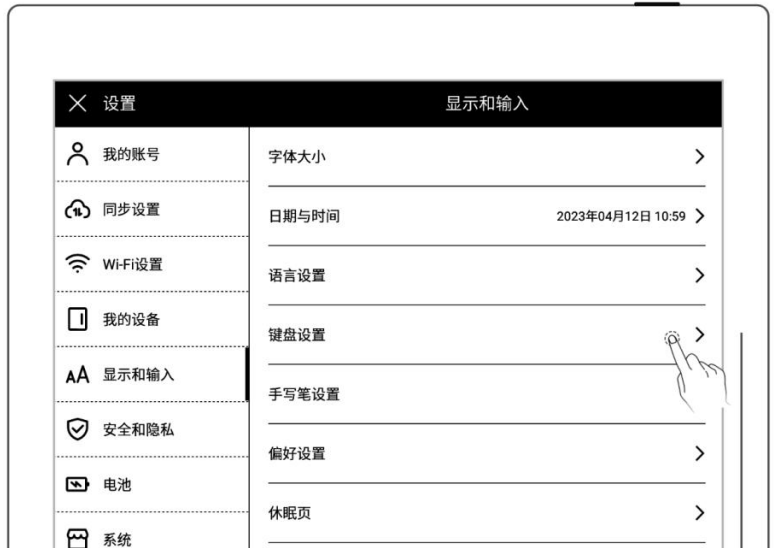 设置
显示和输入
我的账号
同步设置
Wi-Fi设置
我的设备
AA 显示和输入
安全和隐私
电池
系统
字体大小
日期与时间 2023年04月12日 10:59
语言设置
键盘设置
手写笔设置
偏好设置
休眠页